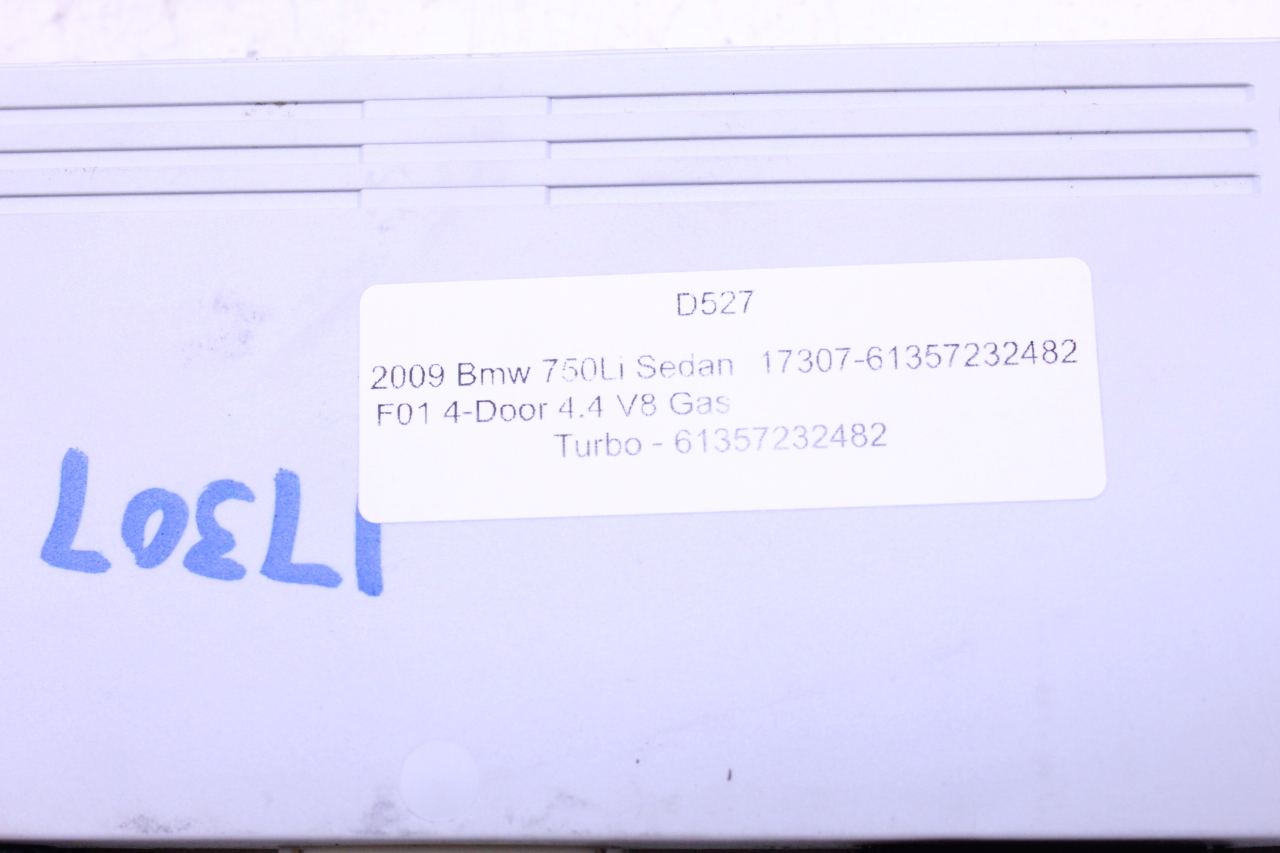 D527
2009 Bmw 750Li Sedan 17307-61357232482
F01 4-Door 4.4 V8 Gas
Turbo - 61357232482
17307